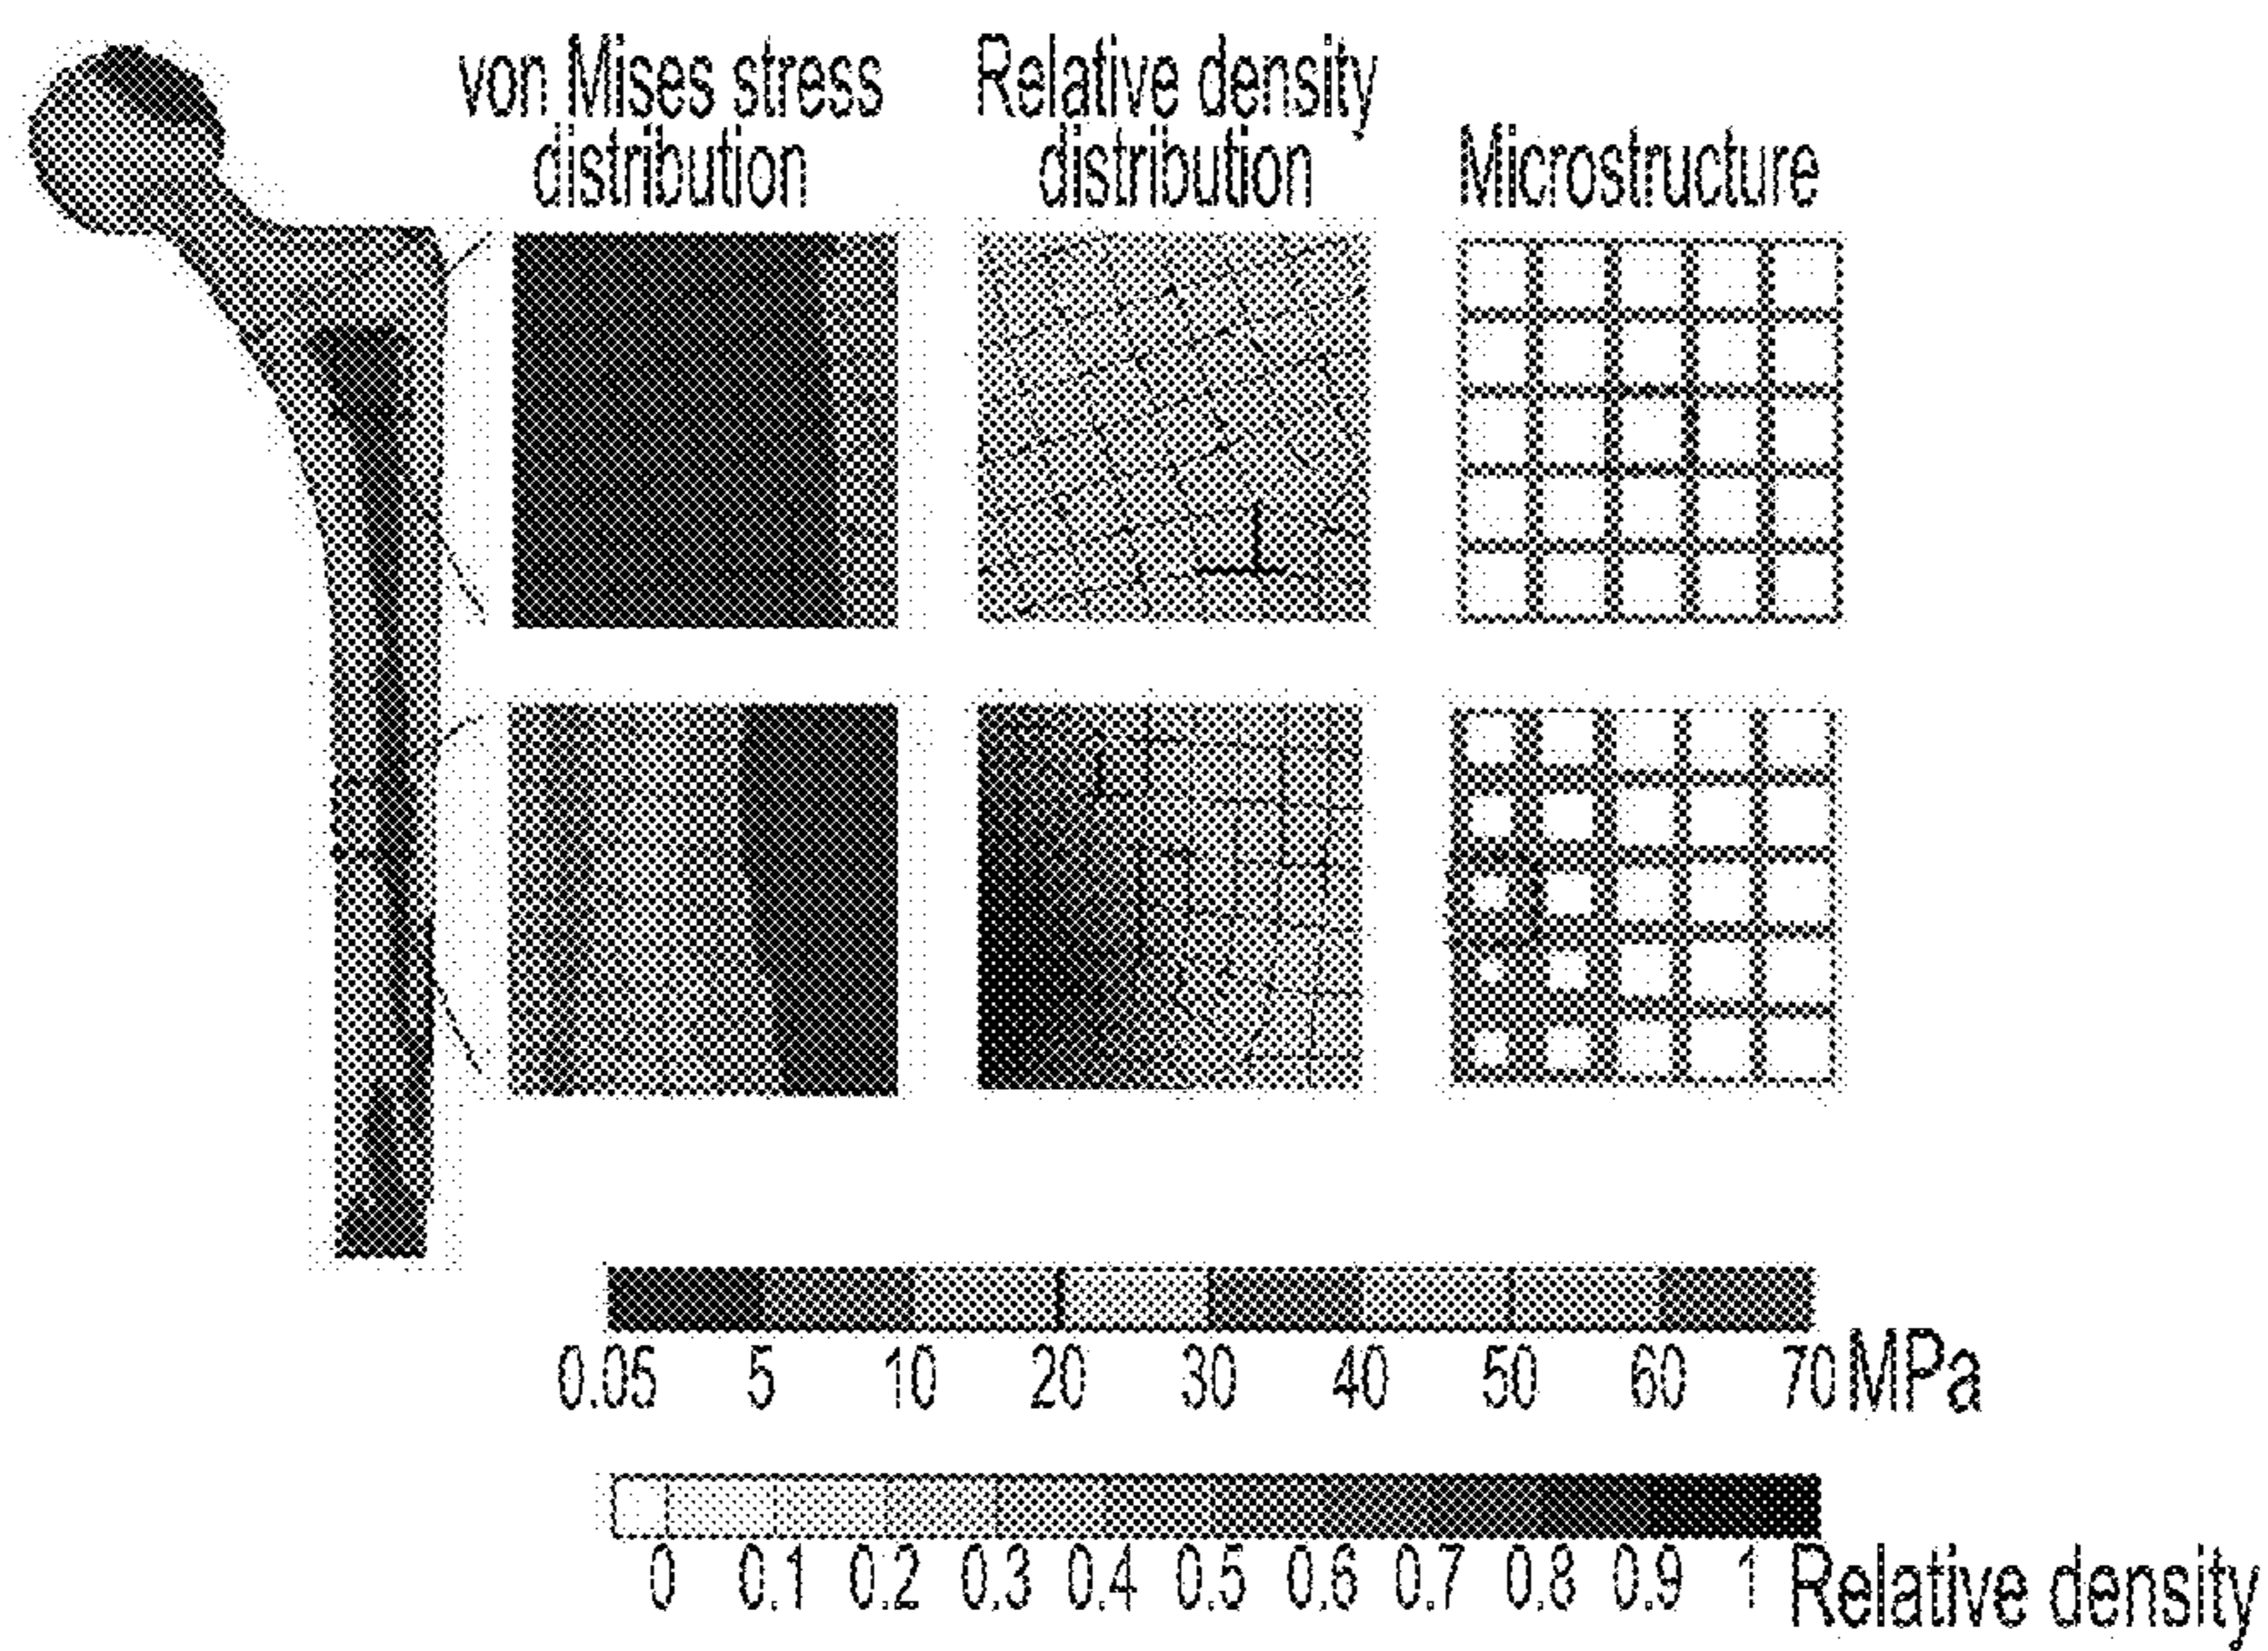 von Mises stress
distribution
Relative density
distribution
Microstructure
0.05 5 10 20 30 40 50 60 70 MPa
0 0.1 0.2 0.3 0.4 0.5 0.6 0.7 0.8 0.9 1 Relative density